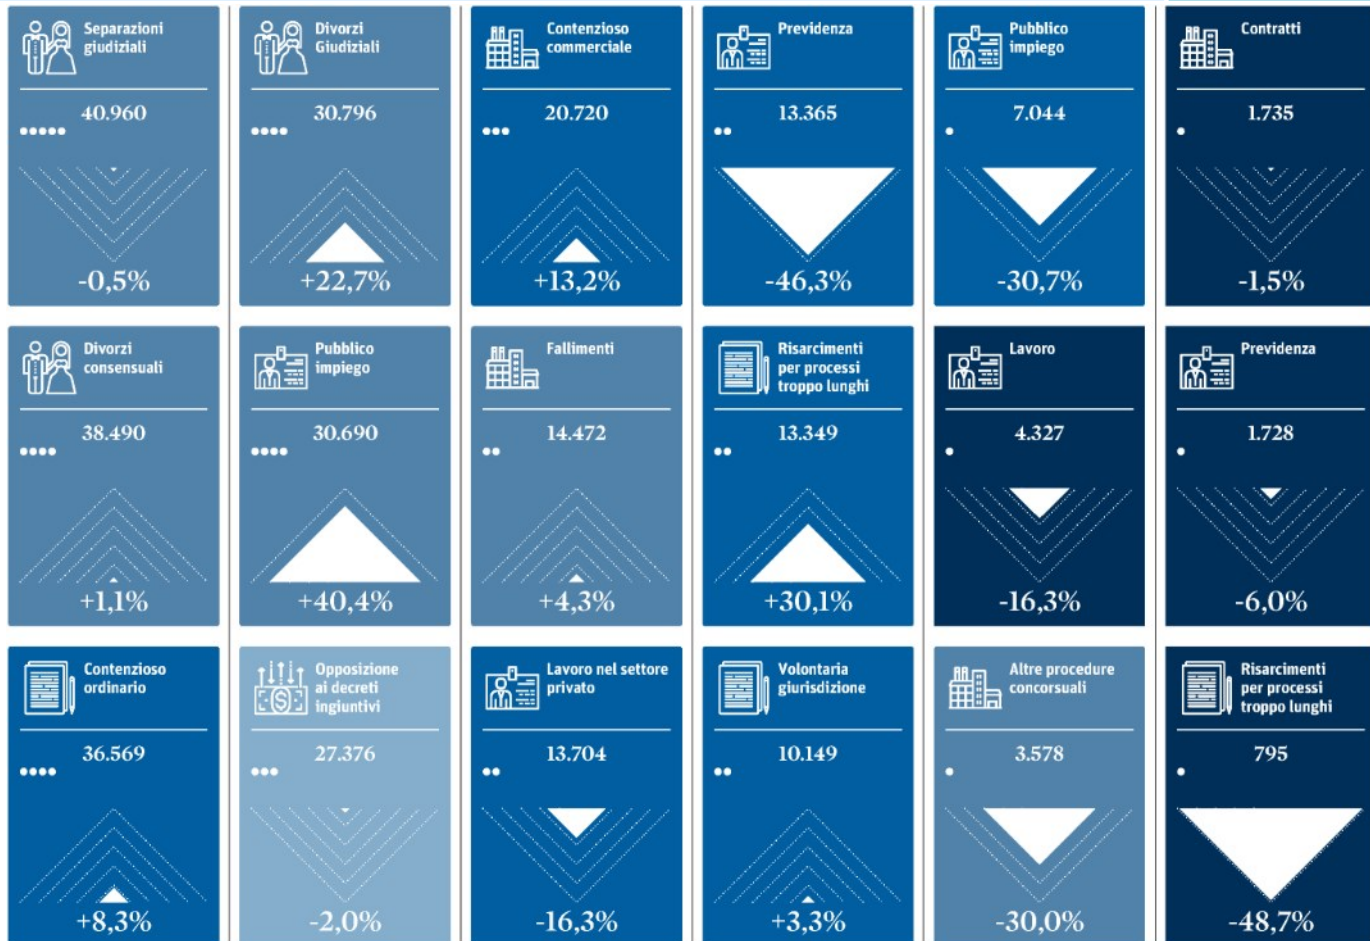 Separazioni
giudiziali
40.960
-0,5%
Divorzi
Giudiziali
30.796
+22,7%
Contenzioso
commerciale
20.720
+13,2%
Previdenza
13.365
-46,3%
Pubblico
impiego
7.044
-30,7%
Contratti
1.735
-1,5%
Divorzi
consensuali
38.490
+1,1%
Pubblico
impiego
30.690
+40,4%
Fallimenti
14.472
+4,3%
Risarcimenti
per processi
troppo lunghi
13.349
+30,1%
Lavoro
4.327
-16,3%
Previdenza
1.728
-6,0%
Contenzioso
ordinario
36.569
+8,3%
Opposizione
ai decreti
ingiuntivi
27.376
-2,0%
Lavoro nel settore
privato
13.704
-16,3%
Volontaria
giurisdizione
10.149
+3,3%
Altre procedure
concorsuali
3.578
-30,0%
Risarcimenti
per processi
troppo lunghi
795
-48,7%